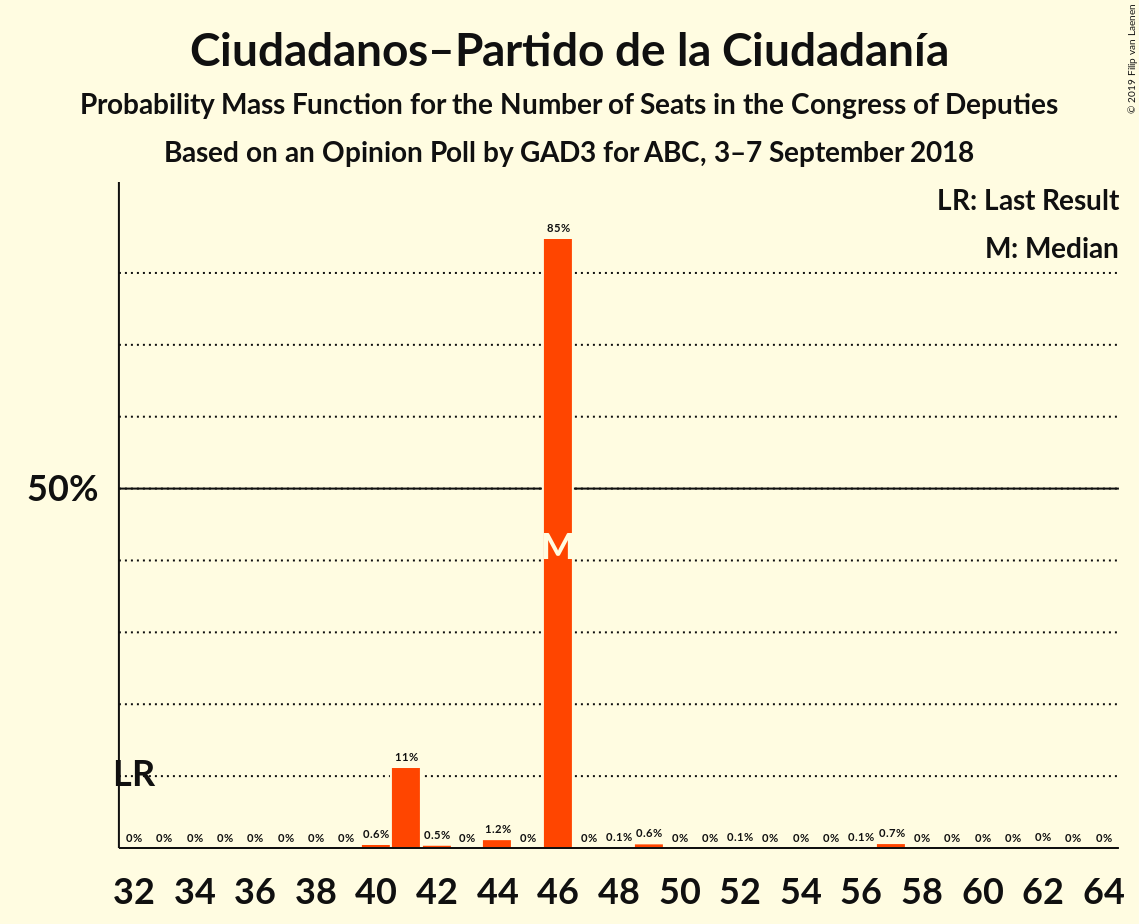 Ciudadanos–Partido de la Ciudadanía
Probability Mass Function for the Number of Seats in the Congress of Deputies
Based on an Opinion Poll by GAD3 for ABC, 3–7 September 2018
© 2019 Filip van Laenen
LR: Last Result
M: Median
85%
50%
M
LR
0% 0% 0% 0% 0% 0% 0% 0% 0.6% 11% 0.5% 0% 1.2% 0% 0% 0.1% 0.6% 0% 0% 0.1% 0% 0% 0% 0.1% 0.7% 0% 0% 0% 0% 0% 0% 0%
32 34 36 38 40 42 44 46 48 50 52 54 56 58 60 62 64